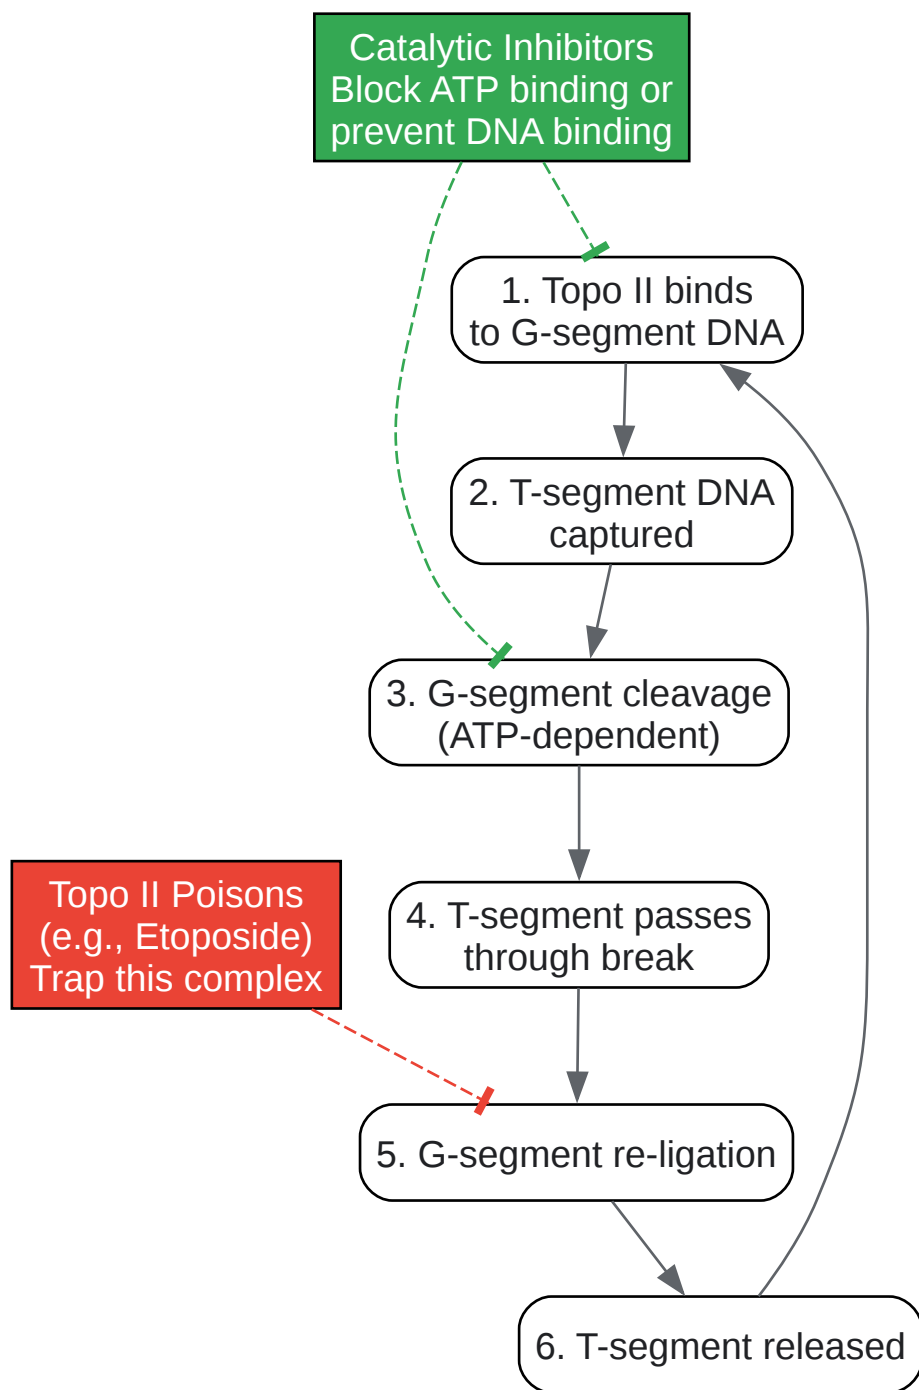 Catalytic Inhibitors
Block ATP binding or
prevent DNA binding
1. Topo II binds
to G-segment DNA
2. T-segment DNA
captured
3. G-segment cleavage
(ATP-dependent)
Topo II Poisons
(e.g., Etoposide)
Trap this complex
4. T-segment passes
through break
5. G-segment re-ligation
6. T-segment released